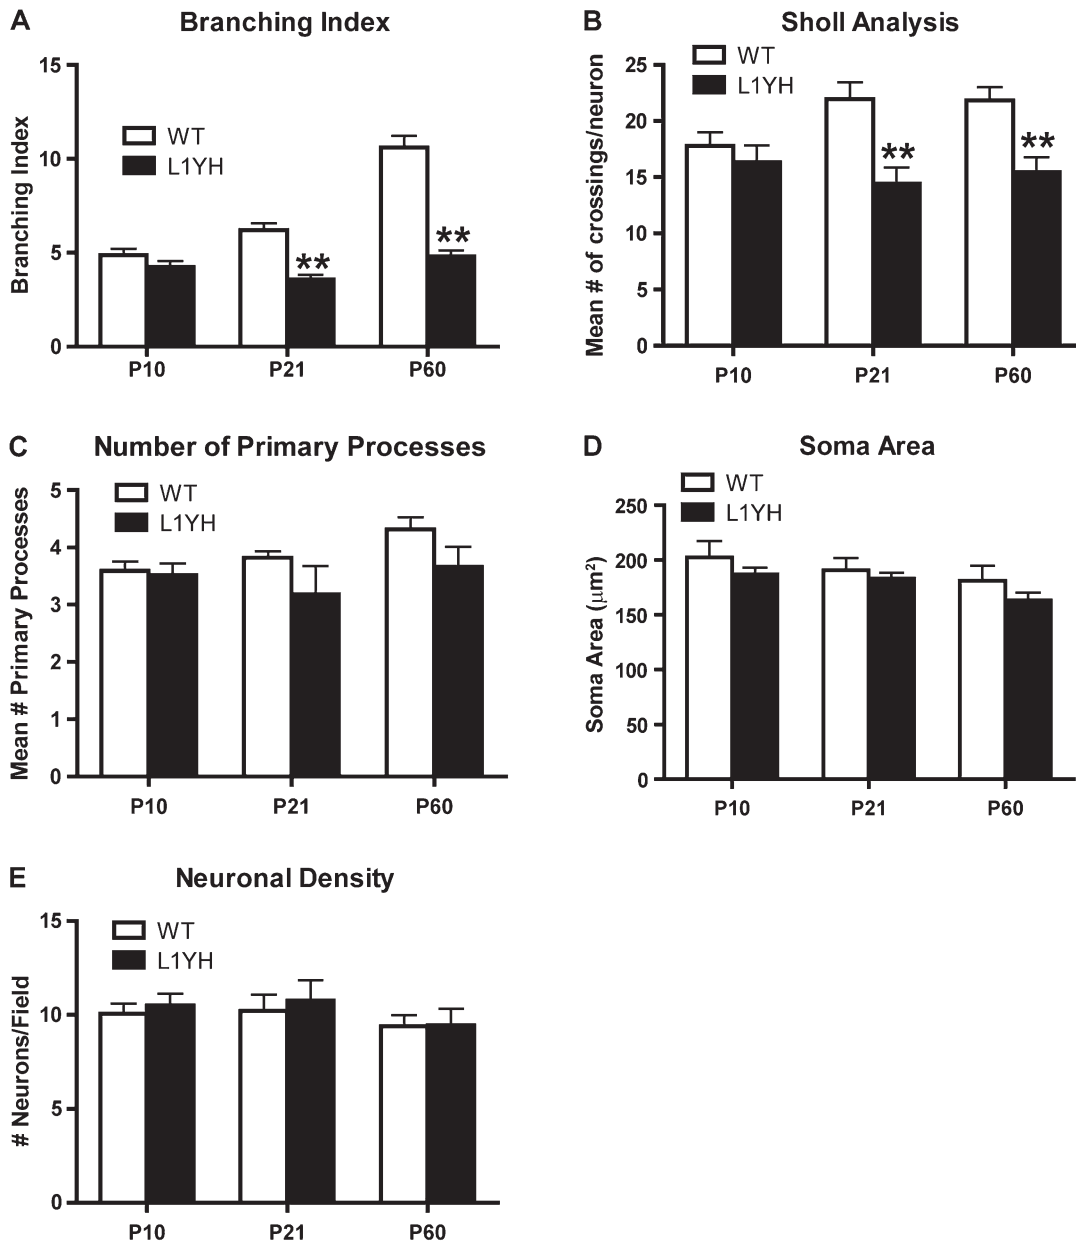 A
Branching Index
Branching Index
15
10
5
0
WT
L1YH
**
**
P10
P21
P60
B
Sholl Analysis
Mean # of crossings/neuron
25
20
15
10
5
0
WT
L1YH
**
**
P10
P21
P60
C
Number of Primary Processes
Mean # Primary Processes
5
4
3
2
1
0
WT
L1YH
P10
P21
P60
D
Soma Area
Soma Area (μm²)
250
200
150
100
50
0
WT
L1YH
P10
P21
P60
E
Neuronal Density
# Neurons/Field
15
10
5
0
WT
L1YH
P10
P21
P60